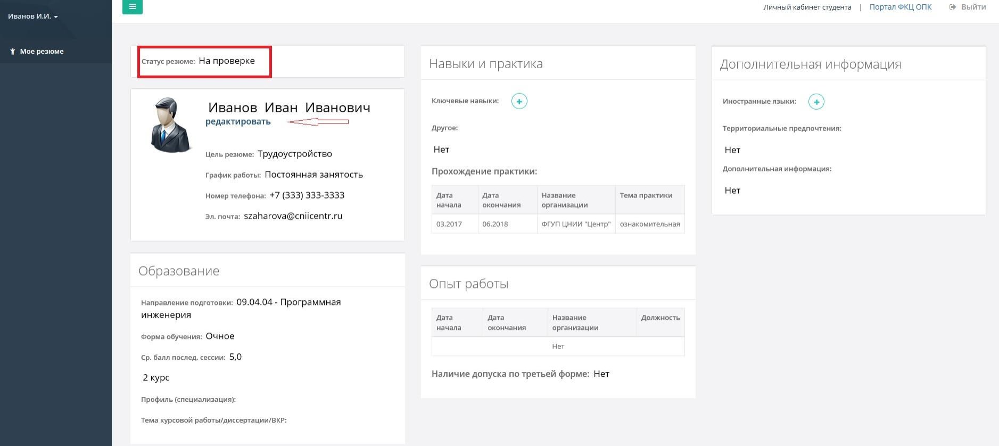 Иванов И.И.
Мое резюме
Личный кабинет студента | Портал ФКЦ ОПК Выйти
Статус резюме: На проверке
Иванов Иван Иванович
редактировать
Цель резюме: Трудоустройство
График работы: Постоянная занятость
Номер телефона: +7 (333) 333-3333
Эл. почта: szaharova@cniicentr.ru
Образование
Направление подготовки: 09.04.04 - Программная
инженерия
Форма обучения: Очное
Ср. балл послед. сессии: 5,0
2 курс
Профиль (специализация):
Тема курсовой работы/диссертации/ВКР:
Навыки и практика
Ключевые навыки:
Другое:
Нет
Прохождение практики:
Дата начала Дата окончания Название организации Тема практики
03.2017 06.2018 ФГУП ЦНИИ "Центр" ознакомительная
Опыт работы
Дата начала Дата окончания Название организации Должность
Нет
Наличие допуска по третьей форме: Нет
Дополнительная информация
Иностранные языки:
Территориальные предпочтения:
Нет
Дополнительная информация:
Нет